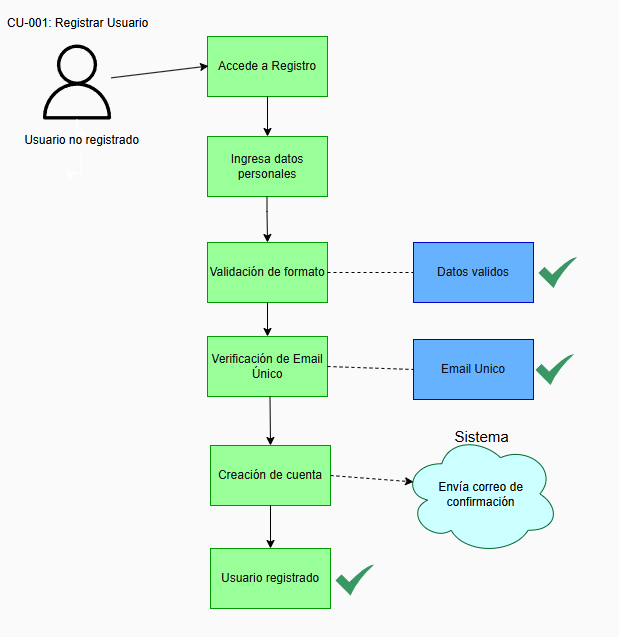 CU-001: Registrar Usuario
Usuario no registrado
Accede a Registro
Ingresa datos
personales
Validación de formato
Datos validos
Verificación de Email
Único
Email Unico
Creación de cuenta
Sistema
Envía correo de
confirmación
Usuario registrado